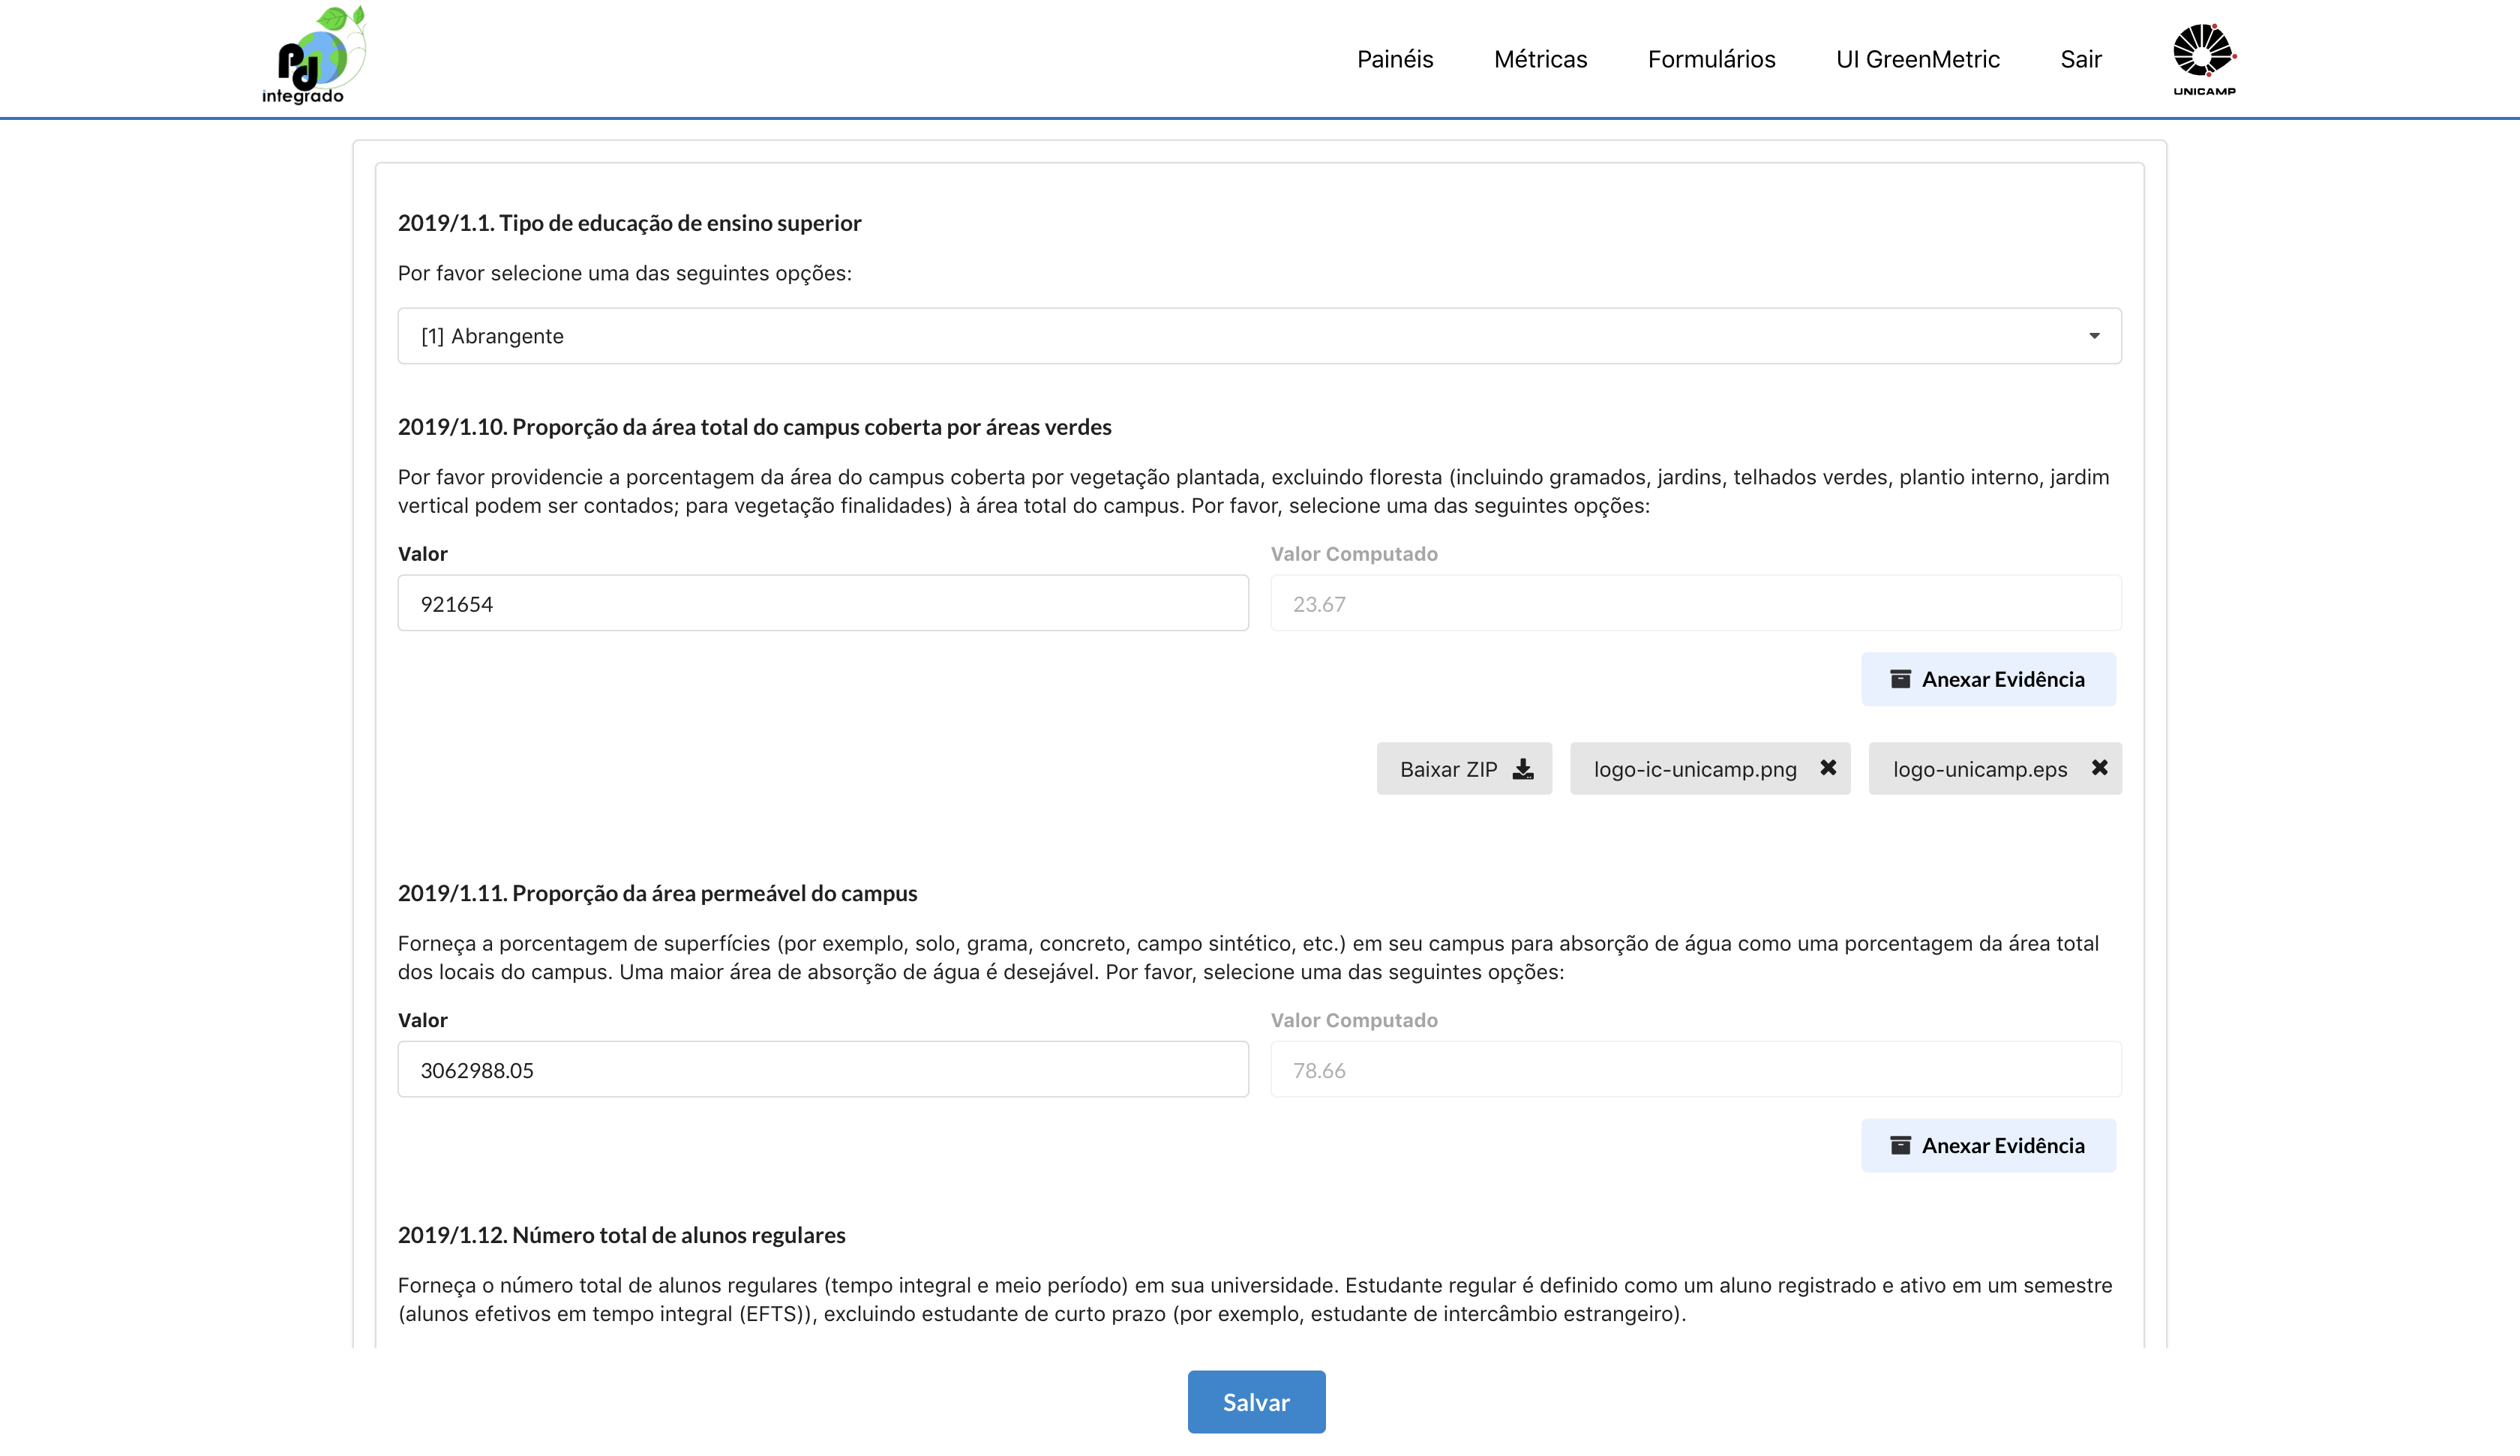 Pd
integrado
Painéis
Métricas
Formulários
UI GreenMetric
Sair
UNICAMP
2019/1.1. Tipo de educação de ensino superior
Por favor selecione uma das seguintes opções:
[1] Abrangente
2019/1.10. Proporção da área total do campus coberta por áreas verdes
Por favor providencie a porcentagem da área do campus coberta por vegetação plantada, excluindo floresta (incluindo gramados, jardins, telhados verdes, plantio interno, jardim
vertical podem ser contados; para vegetação finalidades) à área total do campus. Por favor, selecione uma das seguintes opções:
Valor
Valor Computado
921654
23.67
Anexar Evidência
Baixar ZIP
logo-ic-unicamp.png
logo-unicamp.eps
2019/1.11. Proporção da área permeável do campus
Forneça a porcentagem de superfícies (por exemplo, solo, grama, concreto, campo sintético, etc.) em seu campus para absorção de água como uma porcentagem da área total
dos locais do campus. Uma maior área de absorção de água é desejável. Por favor, selecione uma das seguintes opções:
Valor
Valor Computado
3062988.05
78.66
Anexar Evidência
2019/1.12. Número total de alunos regulares
Forneça o número total de alunos regulares (tempo integral e meio período) em sua universidade. Estudante regular é definido como um aluno registrado e ativo em um semestre
(alunos efetivos em tempo integral (EFTS)), excluindo estudante de curto prazo (por exemplo, estudante de intercâmbio estrangeiro).
Salvar